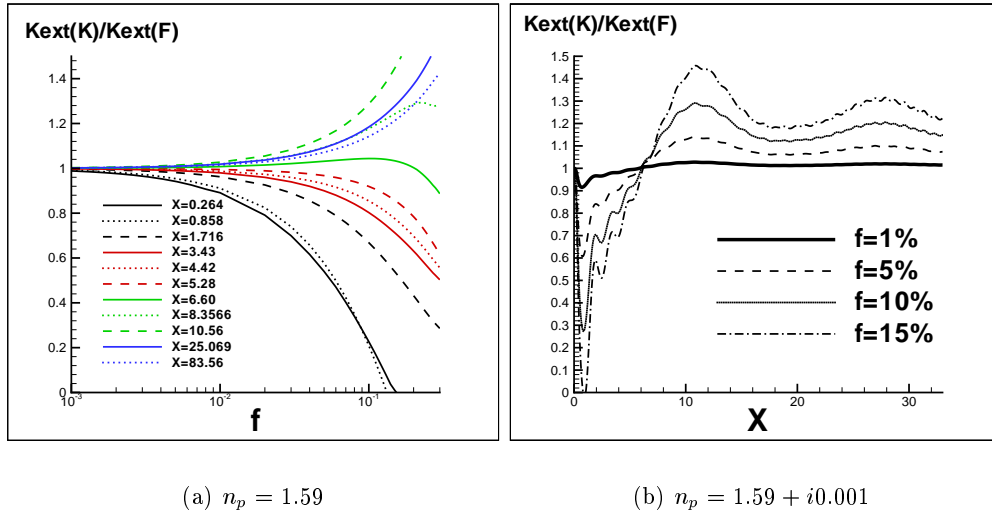 Kext(K)/Kext(F)
1.4
1.2
1
0.8
0.6
0.4
0.2
0
X=0.264
X=0.858
X=1.716
X=3.43
X=4.42
X=5.28
X=6.60
X=8.3566
X=10.56
X=25.069
X=83.56
10^-3
10^-2
10^-1
f
(a) n_p = 1.59
Kext(K)/Kext(F)
1.5
1.4
1.3
1.2
1.1
1
0.9
0.8
0.7
0.6
0.5
0.4
0.3
0.2
0.1
0
f=1%
f=5%
f=10%
f=15%
0
10
20
30
X
(b) n_p = 1.59 + i0.001